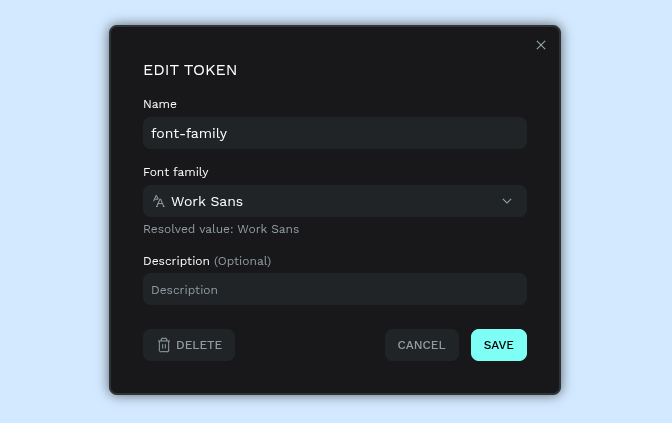 EDIT TOKEN
Name
font-family
Font family
Work Sans
Resolved value: Work Sans
Description (Optional)
Description
DELETE CANCEL SAVE